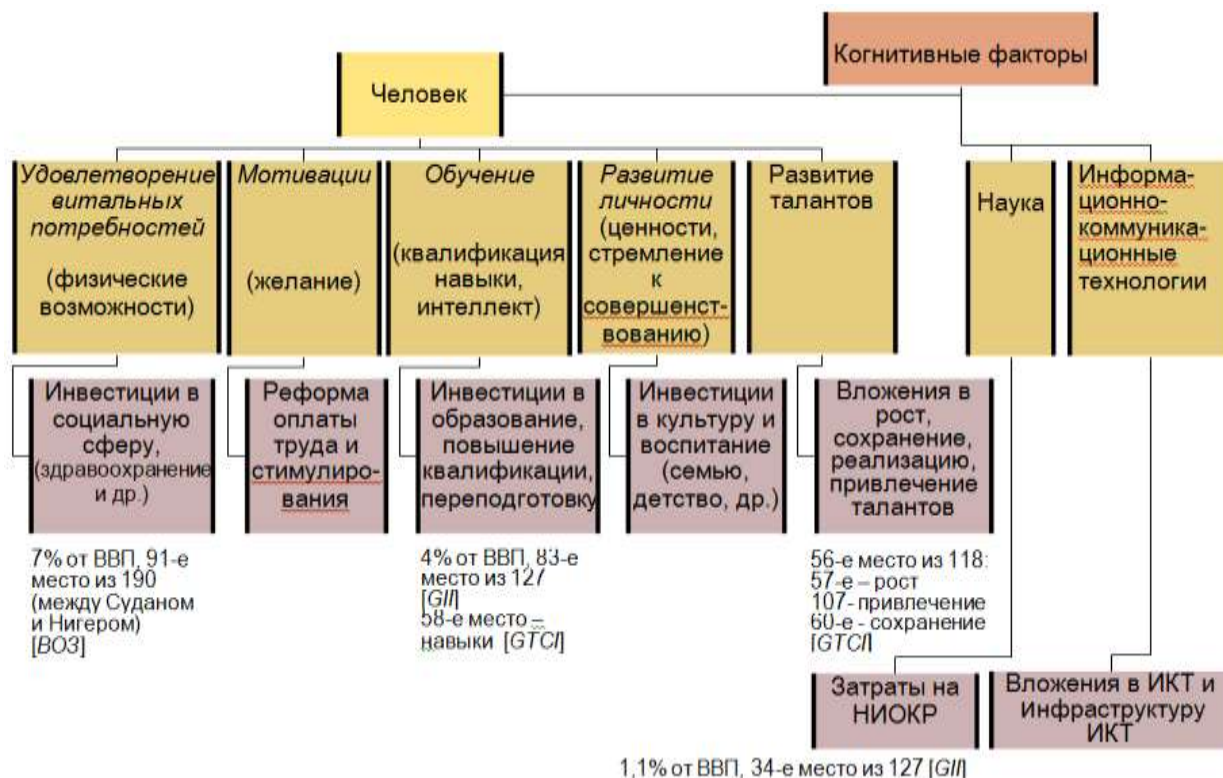 Когнитивные факторы
Человек
Удовлетворение
витальных
потребностей
(физические
возможности)
Мотивации
(желание)
Обучение
(квалификация
навыки,
интеллект)
Развитие
личности
(ценности,
стремление
к
совершенст-
вованию)
Развитие
талантов
Наука
Информа-
ционно-
коммуника-
ционные
технологии
Инвестиции в
социальную
сферу,
(здравоохранение
и др.)
Реформа
оплаты
труда и
стимулиро-
вания
Инвестиции в
образование,
повышение
квалификации,
переподготовку
Инвестиции
в культуру и
воспитание
(семью,
детство, др.)
Вложения в
рост,
сохранение,
реализацию,
привлечение
талантов
7% от ВВП, 91-е
место из 190
(между Суданом
и Нигером)
[ВОЗ]
4% от ВВП, 83-е
место из 127
[GII]
58-е место –
навыки [GTCI]
56-е место из 118:
57-е – рост
107- привлечение
60-е - сохранение
[GTCI]
Затраты на
НИОКР
Вложения в ИКТ и
инфраструктуру
ИКТ
1,1% от ВВП, 34-е место из 127 [GII]